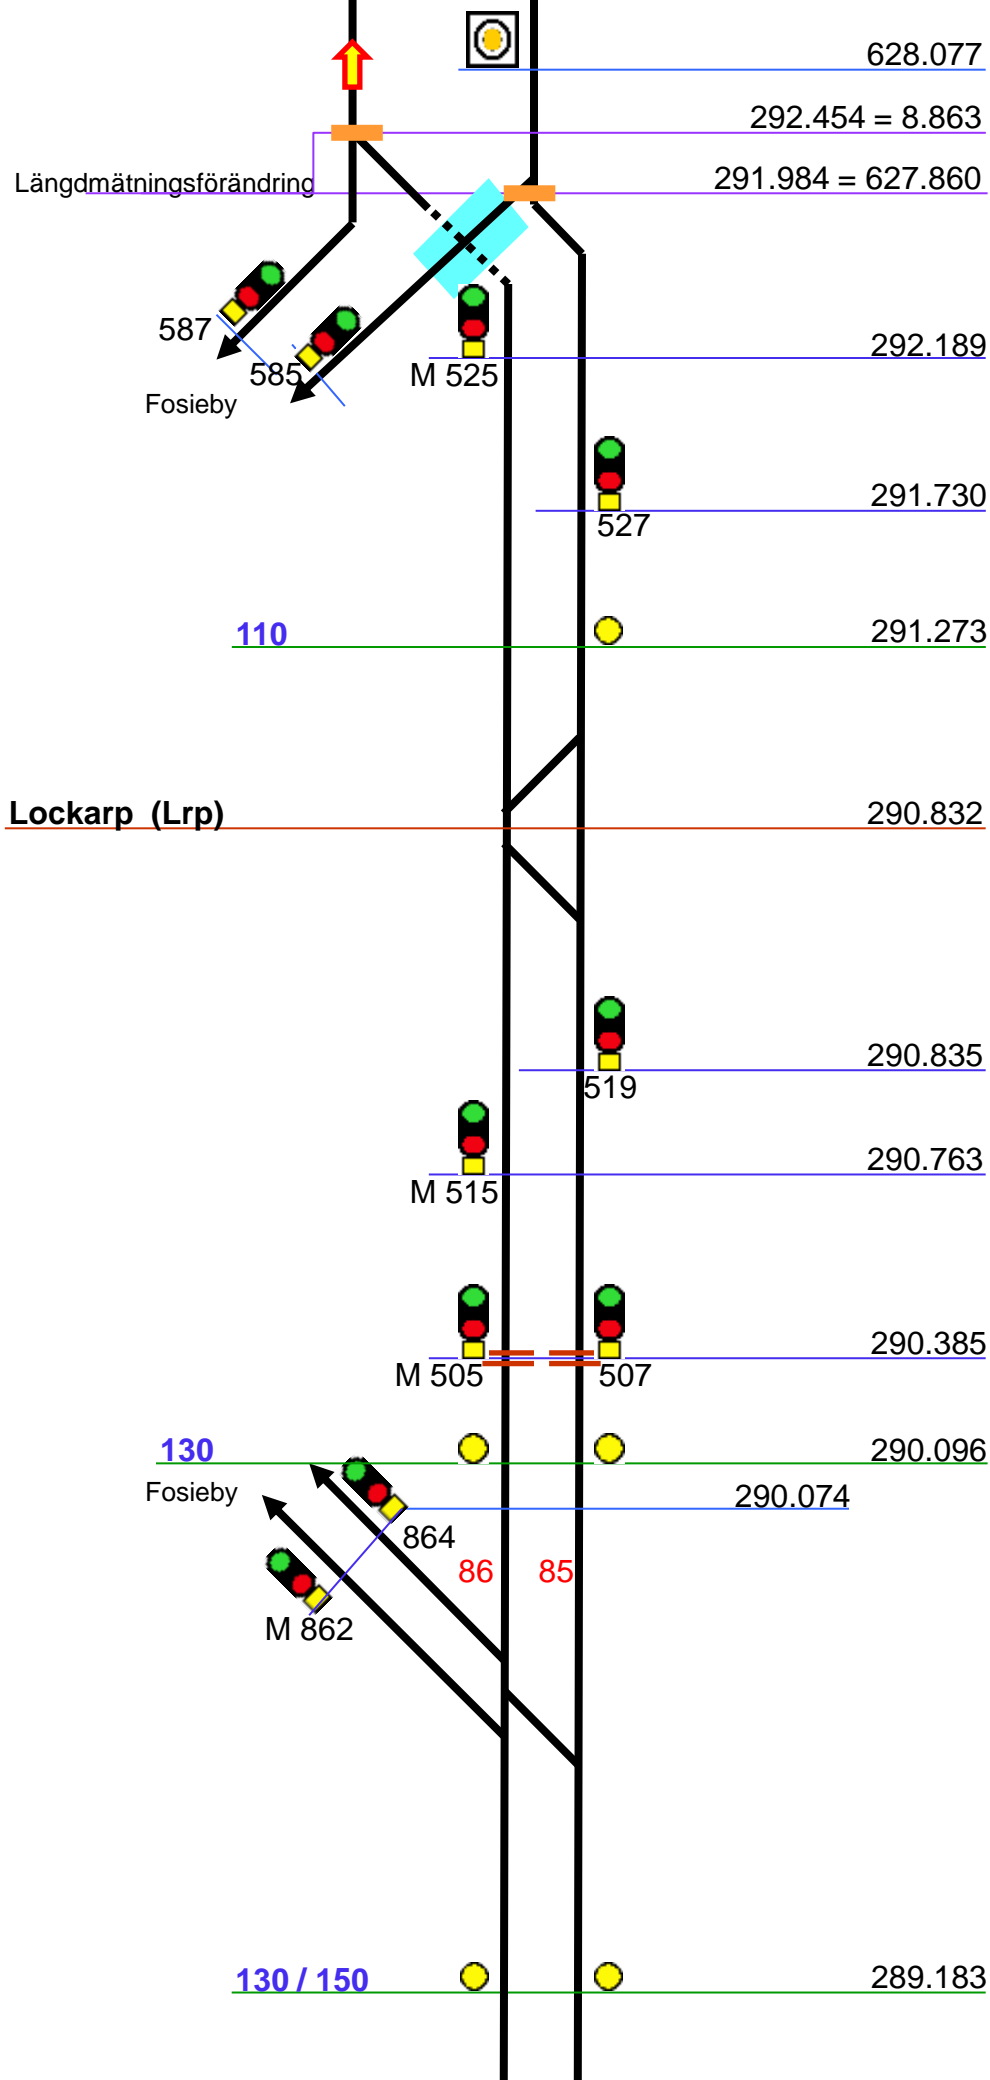 628.077
292.454 = 8.863
Längdmätningsförändring
291.984 = 627.860
587
292.189
585
M 525
Fosieby
291.730
527
110
291.273
Lockarp (Lrp)
290.832
290.835
519
290.763
M 515
290.385
M 505
507
130
290.096
Fosieby
290.074
864
86
85
M 862
130 / 150
289.183